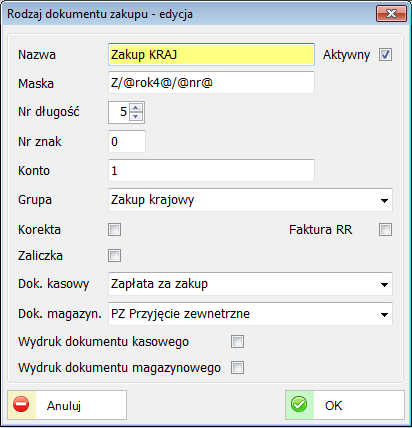 Rodzaj dokumentu zakupu - edycja
Nazwa Zakup KRAJ Aktywny
Maska Z/@rok4@/@nr@
Nr długość 5
Nr znak 0
Konto 1
Grupa Zakup krajowy
Korekta Faktura RR
Zaliczka
Dok. kasowy Zapłata za zakup
Dok. magazyn. PZ Przyjęcie zewnetrzne
Wydruk dokumentu kasowego
Wydruk dokumentu magazynowego
Anuluj OK